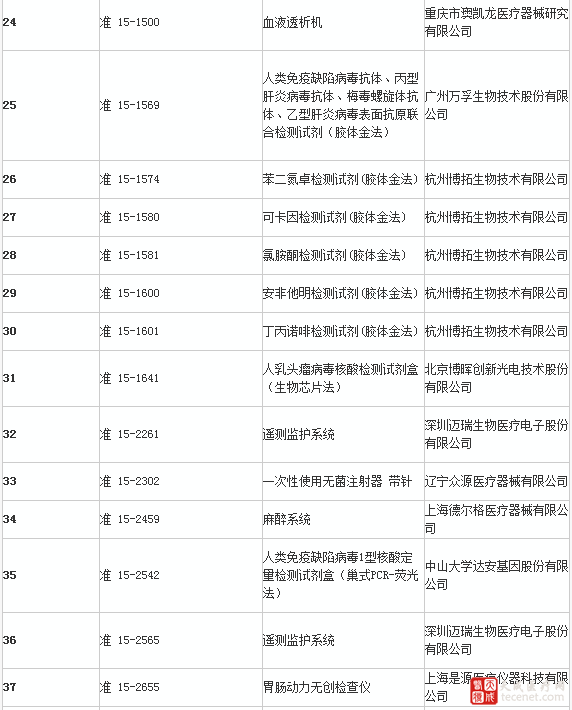 24 准 15-1500 血液透析机 重庆市澳凯龙医疗器械研究
有限公司
25 准 15-1569 人类免疫缺陷病毒抗体、丙型
肝炎病毒抗体、梅毒螺旋体抗
体、乙型肝炎病毒表面抗原联
合检测试剂（胶体金法）
广州万孚生物技术股份有限
公司
26 准 15-1574 苯二氮卓检测试剂(胶体金法) 杭州博拓生物技术有限公司
27 准 15-1580 可卡因检测试剂(胶体金法) 杭州博拓生物技术有限公司
28 准 15-1581 氯胺酮检测试剂(胶体金法) 杭州博拓生物技术有限公司
29 准 15-1600 安非他明检测试剂(胶体金法) 杭州博拓生物技术有限公司
30 准 15-1601 丁丙诺啡检测试剂(胶体金法) 杭州博拓生物技术有限公司
31 准 15-1641 人乳头瘤病毒核酸检测试剂盒
（生物芯片法）
北京博晖创新光电技术股份
有限公司
32 准 15-2261 遥测监护系统 深圳迈瑞生物医疗电子股份
有限公司
33 准 15-2302 一次性使用无菌注射器 带针 辽宁众源医疗器械有限公司
34 准 15-2459 麻醉系统 上海德尔格医疗器械有限公
司
35 准 15-2542 人类免疫缺陷病毒1型核酸定
量检测试剂盒（巢式PCR-荧光
法）
中山大学达安基因股份有限
公司
36 准 15-2565 遥测监护系统 深圳迈瑞生物医疗电子股份
有限公司
37 准 15-2655 胃肠动力无创检查仪 上海是源医疗仪器科技有限
公司
tecenet.com